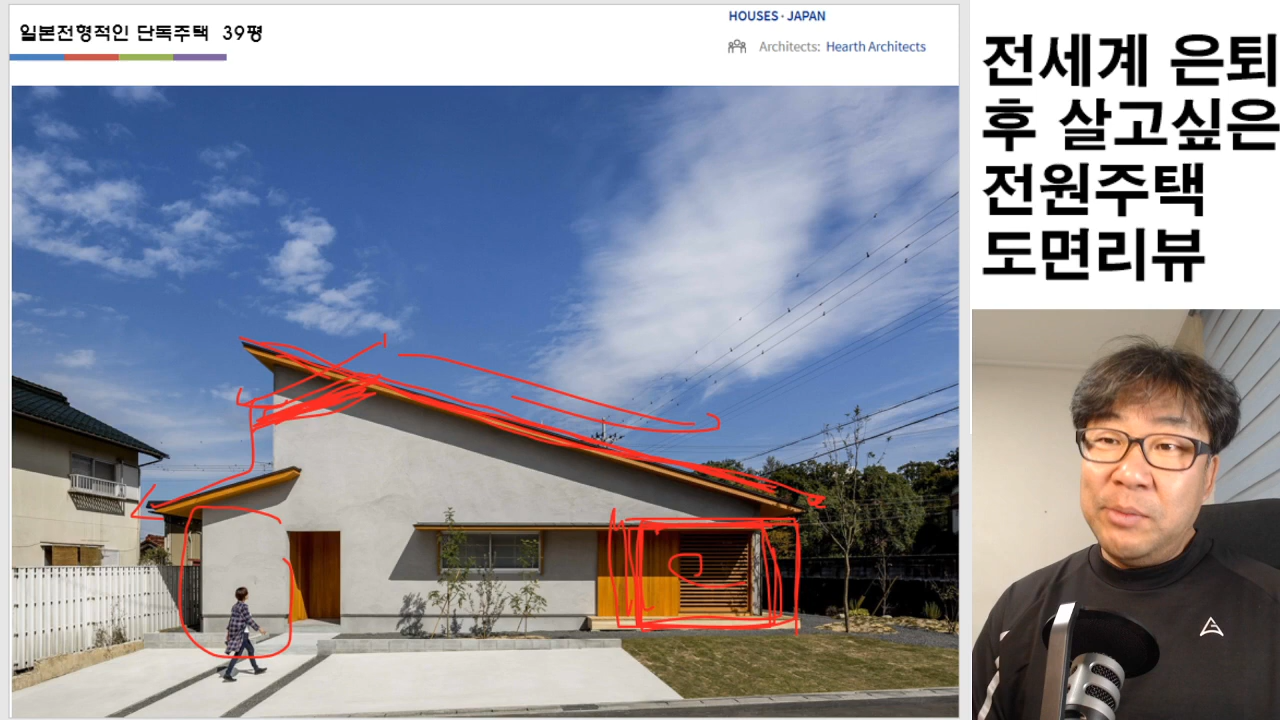 일본전형적인 단독주택 39평
HOUSES · JAPAN
Architects: Hearth Architects
전세계 은퇴
후 살고싶은
전원주택
도면리뷰